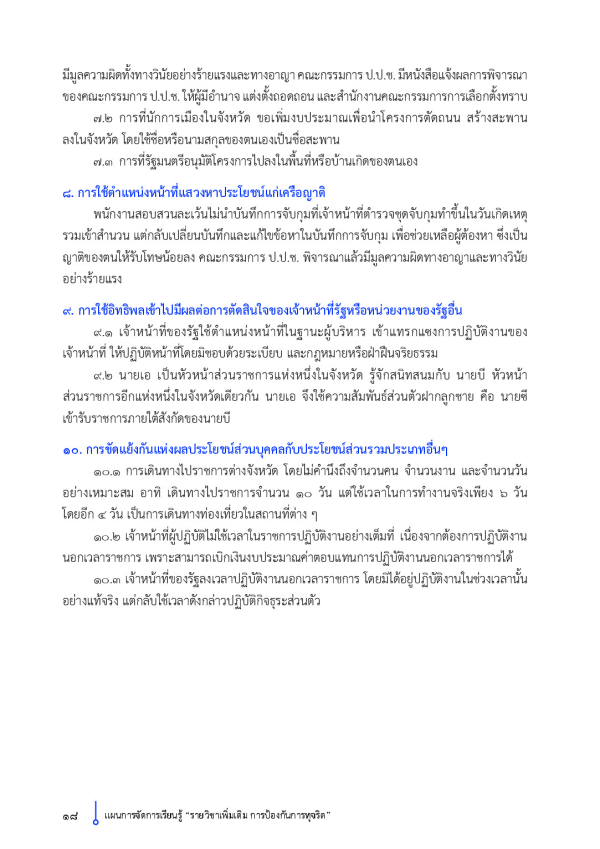 มีมูลความผิดทั้งทางวินัยอย่างร้ายแรงและทางอาญา คณะกรรมการ ป.ป.ช. มีหนังสือแจ้งผลการพิจารณา
ของคณะกรรมการ ป.ป.ช. ให้ผู้มีอำนาจ แต่งตั้งถอดถอน และสำนักงานคณะกรรมการการเลือกตั้งทราบ
๗.๒ การที่นักการเมืองในจังหวัด ขอเพิ่มงบประมาณเพื่อนำโครงการตัดถนน สร้างสะพาน
ลงในจังหวัด โดยใช้ชื่อหรือนามสกุลของตนเองเป็นชื่อสะพาน
๗.๓ การที่รัฐมนตรีอนุมัติโครงการไปลงในพื้นที่หรือบ้านเกิดของตนเอง
๘. การใช้ตำแหน่งหน้าที่แสวงหาประโยชน์แก่เครือญาติ
พนักงานสอบสวนละเว้นไม่นำบันทึกการจับกุมที่เจ้าหน้าที่ตำรวจชุดจับกุมทำขึ้นในวันเกิดเหตุ
รวมเข้าสำนวน แต่กลับเปลี่ยนบันทึกและแก้ไขข้อหาในบันทึกการจับกุม เพื่อช่วยเหลือผู้ต้องหา ซึ่งเป็น
ญาติของตนให้รับโทษน้อยลง คณะกรรมการ ป.ป.ช. พิจารณาแล้วมีมูลความผิดทางอาญาและทางวินัย
อย่างร้ายแรง
๙. การใช้อิทธิพลเข้าไปมีผลต่อการตัดสินใจของเจ้าหน้าที่รัฐหรือหน่วยงานของรัฐอื่น
๙.๑ เจ้าหน้าที่ของรัฐใช้ตำแหน่งหน้าที่ในฐานะผู้บริหาร เข้าแทรกแซงการปฏิบัติงานของ
เจ้าหน้าที่ ให้ปฏิบัติหน้าที่โดยมิชอบด้วยระเบียบ และกฎหมายหรือฝ่าฝืนจริยธรรม
๙.๒ นายเอ เป็นหัวหน้าส่วนราชการแห่งหนึ่งในจังหวัด รู้จักสนิทสนมกับ นายบี หัวหน้า
ส่วนราชการอีกแห่งหนึ่งในจังหวัดเดียวกัน นายเอ จึงใช้ความสัมพันธ์ส่วนตัวฝากลูกชาย คือ นายซี
เข้ารับราชการภายใต้สังกัดของนายบี
๑๐. การขัดแย้งกันแห่งผลประโยชน์ส่วนบุคคลกับประโยชน์ส่วนรวมประเภทอื่นๆ
๑๐.๑ การเดินทางไปราชการต่างจังหวัด โดยไม่คำนึงถึงจำนวนคน จำนวนงาน และจำนวนวัน
อย่างเหมาะสม อาทิ เดินทางไปราชการจำนวน ๑๐ วัน แต่ใช้เวลาในการทำงานจริงเพียง ๖ วัน
โดยอีก ๔ วัน เป็นการเดินทางท่องเที่ยวในสถานที่ต่าง ๆ
๑๐.๒ เจ้าหน้าที่ผู้ปฏิบัติไม่ใช้เวลาในราชการปฏิบัติงานอย่างเต็มที่ เนื่องจากต้องการปฏิบัติงาน
นอกเวลาราชการ เพราะสามารถเบิกเงินงบประมาณค่าตอบแทนการปฏิบัติงานนอกเวลาราชการได้
๑๐.๓ เจ้าหน้าที่ของรัฐลงเวลาปฏิบัติงานนอกเวลาราชการ โดยมิได้อยู่ปฏิบัติงานในช่วงเวลานั้น
อย่างแท้จริง แต่กลับใช้เวลาดังกล่าวปฏิบัติกิจธุระส่วนตัว
๑๘ แผนการจัดการเรียนรู้ “รายวิชาเพิ่มเติม การป้องกันการทุจริต”